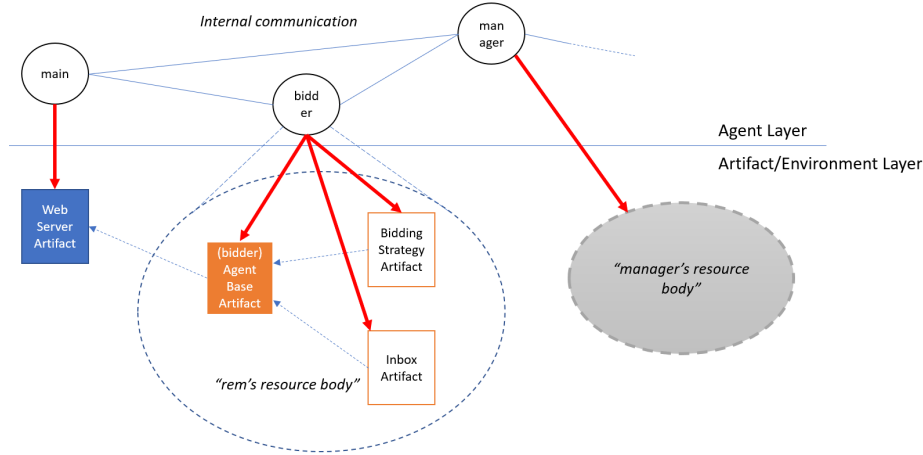 Internal communication
man
ager
main
bidd
er
Agent Layer
Artifact/Environment Layer
Web
Server
Artifact
(bidder)
Agent
Base
Artifact
Bidding
Strategy
Artifact
“manager’s resource
body”
Inbox
Artifact
“rem’s resource body”